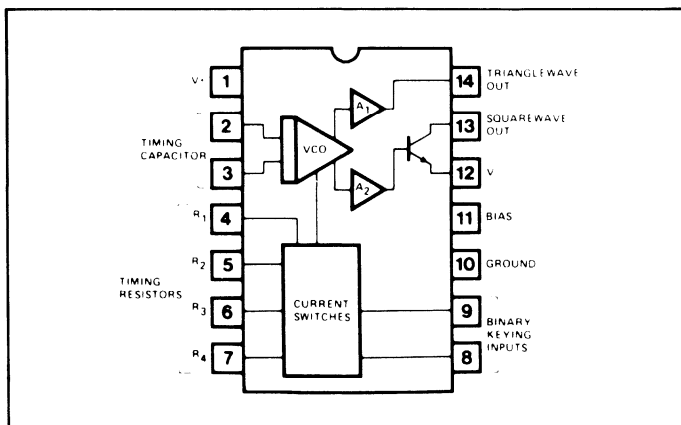 V+ 1
2
TIMING
CAPACITOR
3
R1 4
R2 5
TIMING
RESISTORS
R3 6
R4 7
VCO
A1
A2
CURRENT
SWITCHES
14 TRIANGLEWAVE
OUT
13 SQUAREWAVE
OUT
12 V
11 BIAS
10 GROUND
9
BINARY
KEYING
INPUTS
8